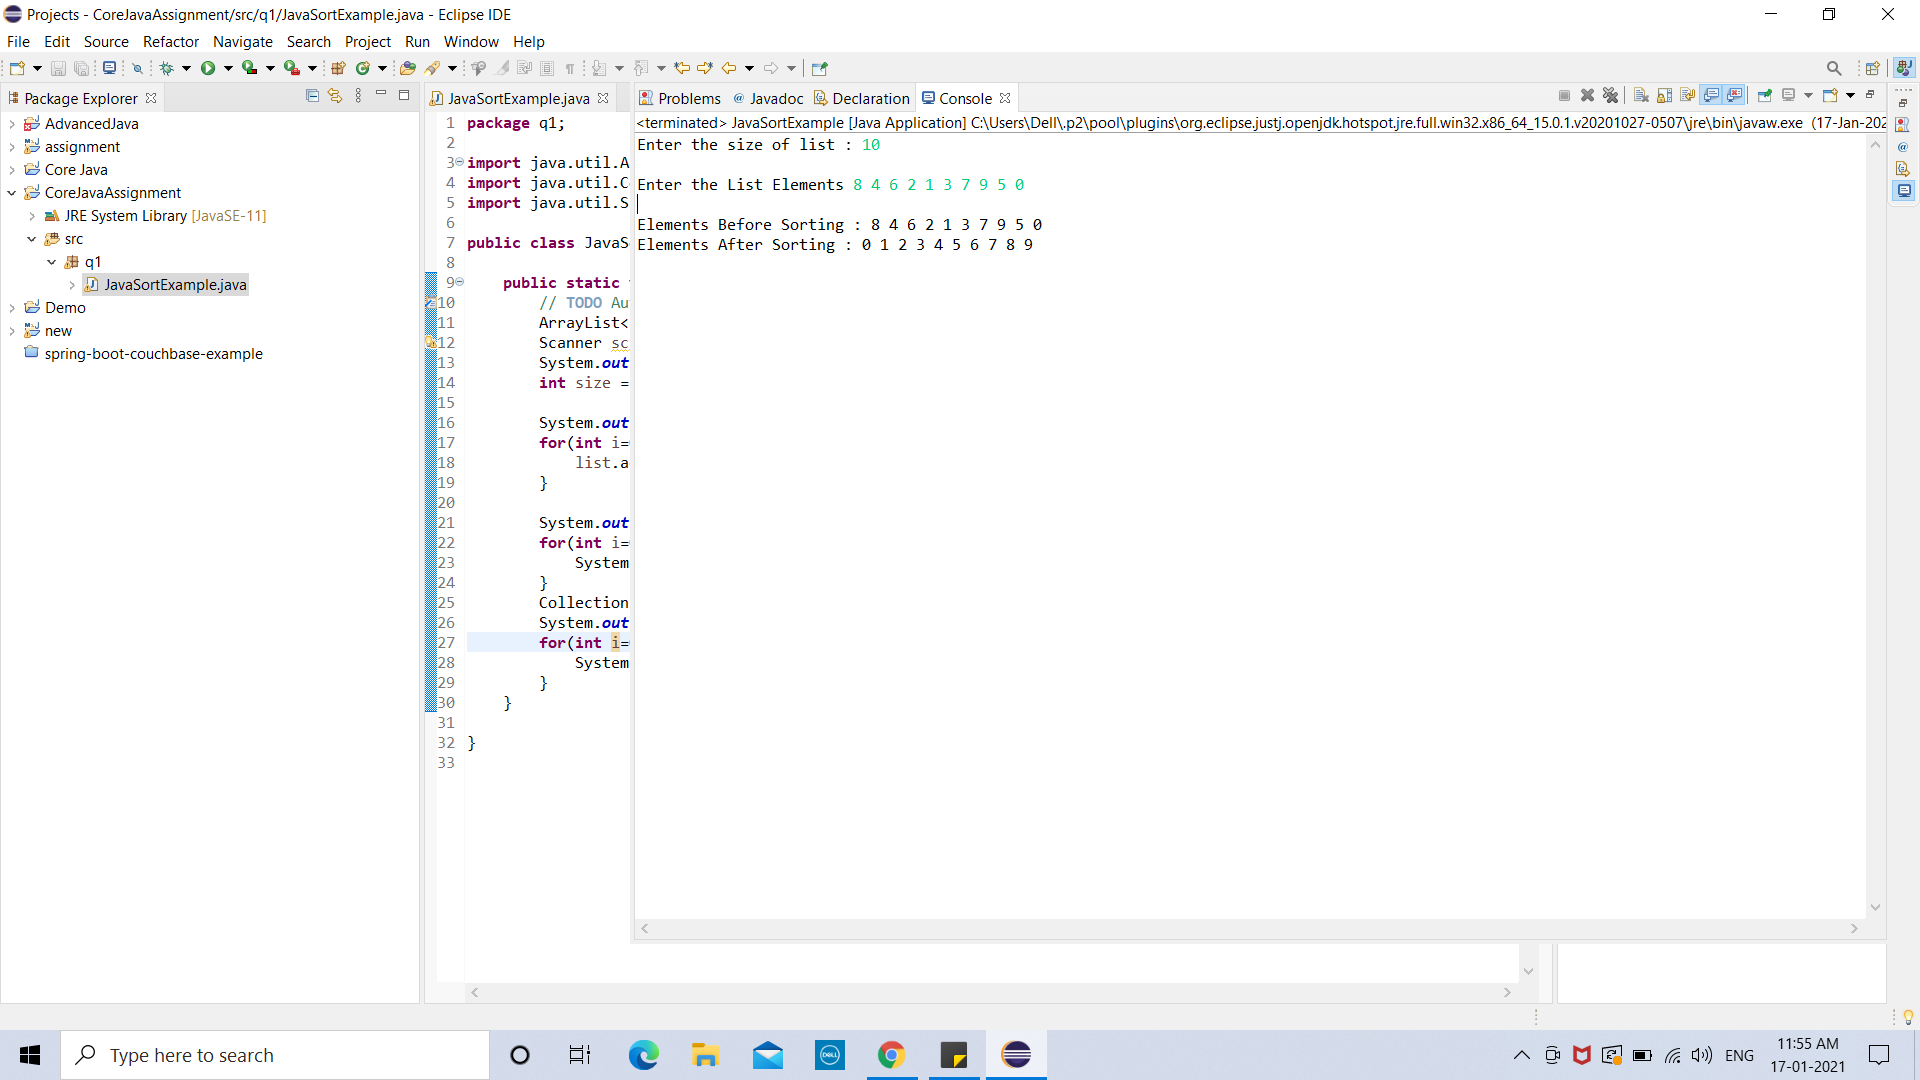 Projects - CoreJavaAssignment/src/q1/JavaSortExample.java - Eclipse IDE
File Edit Source Refactor Navigate Search Project Run Window Help
Package Explorer
AdvancedJava
assignment
Core Java
CoreJavaAssignment
JRE System Library [JavaSE-11]
src
q1
JavaSortExample.java
Demo
new
spring-boot-couchbase-example
JavaSortExample.java
1 package q1;
2
3 import java.util.A
4 import java.util.C
5 import java.util.S
6
7 public class JavaS
8
9 public static
10 // TODO Au
11 ArrayList<
12 Scanner sc
13 System.out
14 int size =
15
16 System.out
17 for(int i=
18 list.a
19 }
20
21 System.out
22 for(int i=
23 System
24 }
25 Collection
26 System.out
27 for(int i=
28 System
29 }
30 }
31
32 }
33
Problems @ Javadoc Declaration Console
<terminated> JavaSortExample [Java Application] C:\Users\Dell\.p2\pool\plugins\org.eclipse.justj.openjdk.hotspot.jre.full.win32.x86_64_15.0.1.v20201027-0507\jre\bin\javaw.exe (17-Jan-202
Enter the size of list : 10
Enter the List Elements 8 4 6 2 1 3 7 9 5 0
Elements Before Sorting : 8 4 6 2 1 3 7 9 5 0
Elements After Sorting : 0 1 2 3 4 5 6 7 8 9
Type here to search
DELL
ENG
11:55 AM
17-01-2021